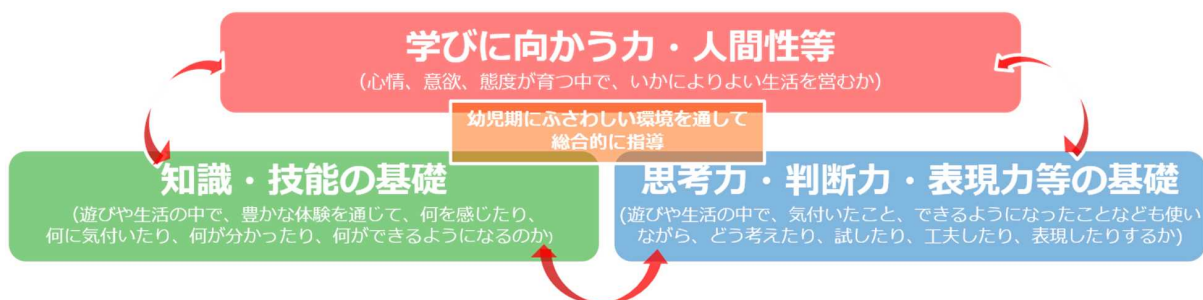 学びに向かう力・人間性等
(心情、意欲、態度が育つ中で、いかによりよい生活を営むか)
幼児期にふさわしい環境を通して
総合的に指導
知識・技能の基礎
(遊びや生活の中で、豊かな体験を通じて、何を感じたり、
何に気付いたり、何が分かったり、何ができるようになるのか)
思考力・判断力・表現力等の基礎
(遊びや生活の中で、気付いたこと、できるようになったことなども使い
ながら、どう考えたり、試したり、工夫したり、表現したりするか)